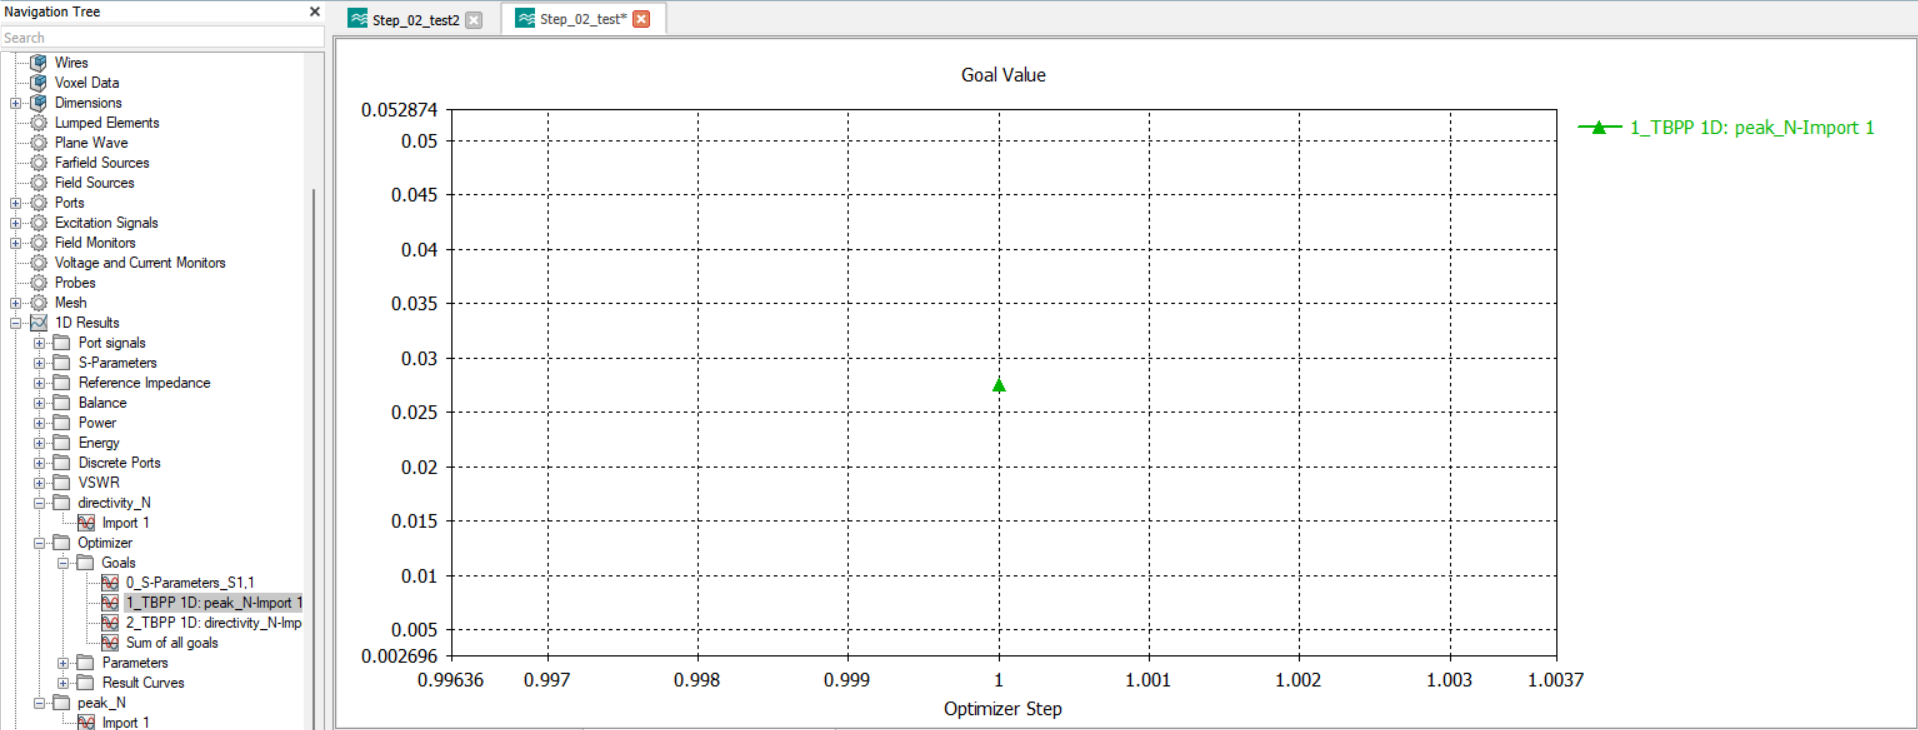 Navigation Tree
Search
Wires
Voxel Data
Dimensions
Lumped Elements
Plane Wave
Farfield Sources
Field Sources
Ports
Excitation Signals
Field Monitors
Voltage and Current Monitors
Probes
Mesh
1D Results
Port signals
S-Parameters
Reference Impedance
Balance
Power
Energy
Discrete Ports
VSWR
directivity_N
Import 1
Optimizer
Goals
0_S-Parameters_S1,1
1_TBPP 1D: peak_N-Import 1
2_TBPP 1D: directivity_N-Imp
Sum of all goals
Parameters
Result Curves
peak_N
Import 1
Step_02_test2
Step_02_test*
Goal Value
0.052874
0.05
0.045
0.04
0.035
0.03
0.025
0.02
0.015
0.01
0.005
0.002696
0.99636 0.997 0.998 0.999 1 1.001 1.002 1.003 1.0037
Optimizer Step
1_TBPP 1D: peak_N-Import 1